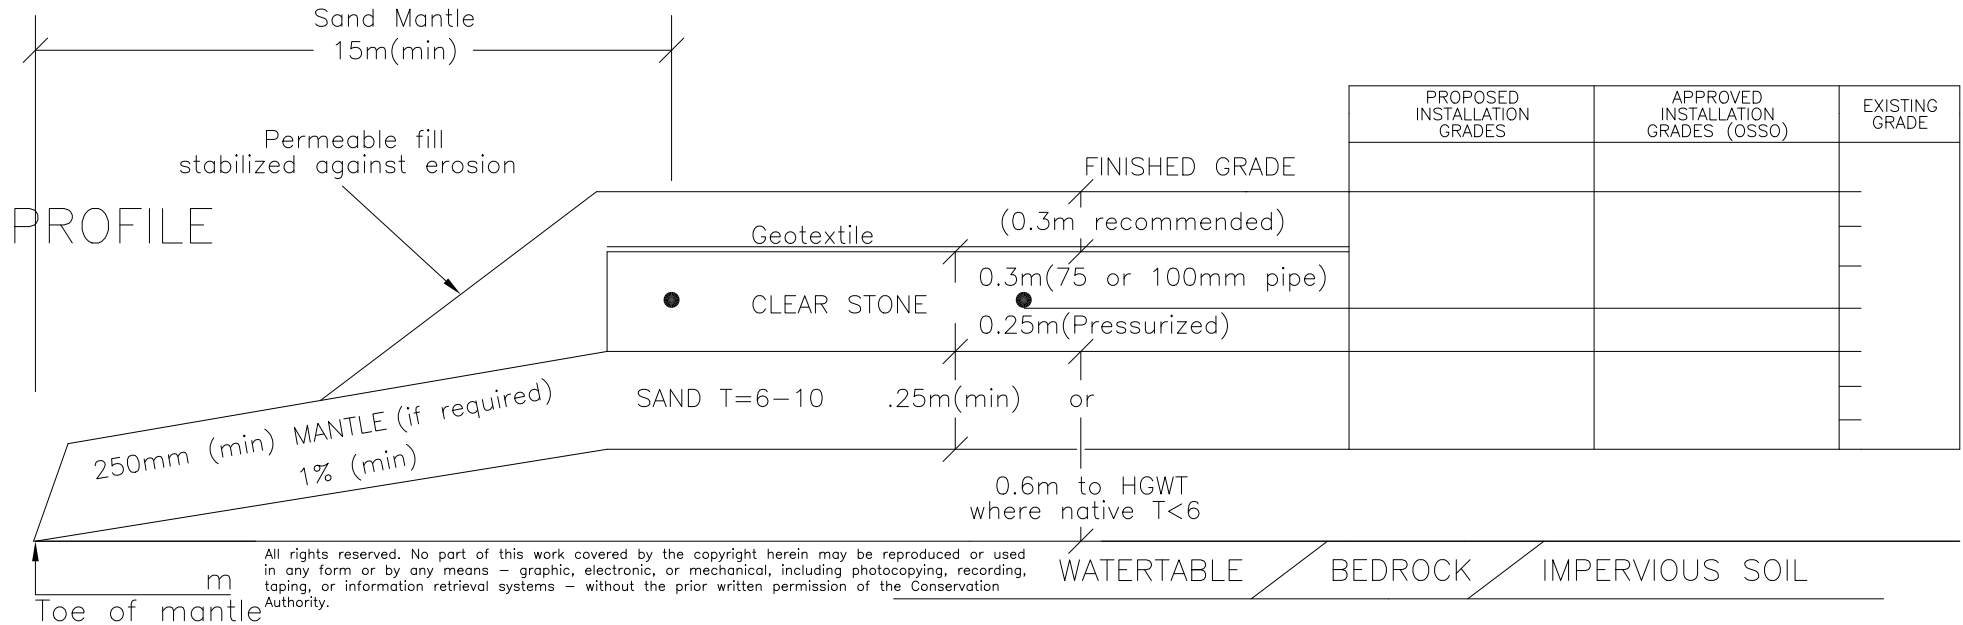 Sand Mantle
15m(min)
PROPOSED
INSTALLATION
GRADES
APPROVED
INSTALLATION
GRADES (OSSO)
EXISTING
GRADE
Permeable fill
stabilized against erosion
FINISHED GRADE
PROFILE
(0.3m recommended)
Geotextile
0.3m(75 or 100mm pipe)
CLEAR STONE
0.25m(Pressurized)
SAND T=6-10
.25m(min) or
250mm (min) MANTLE (if required)
1% (min)
0.6m to HGWT
where native T<6
WATERTABLE
BEDROCK
IMPERVIOUS SOIL
m
Toe of mantle
All rights reserved. No part of this work covered by the copyright herein may be reproduced or used
in any form or by any means - graphic, electronic, or mechanical, including photocopying, recording,
taping, or information retrieval systems - without the prior written permission of the Conservation
Authority.